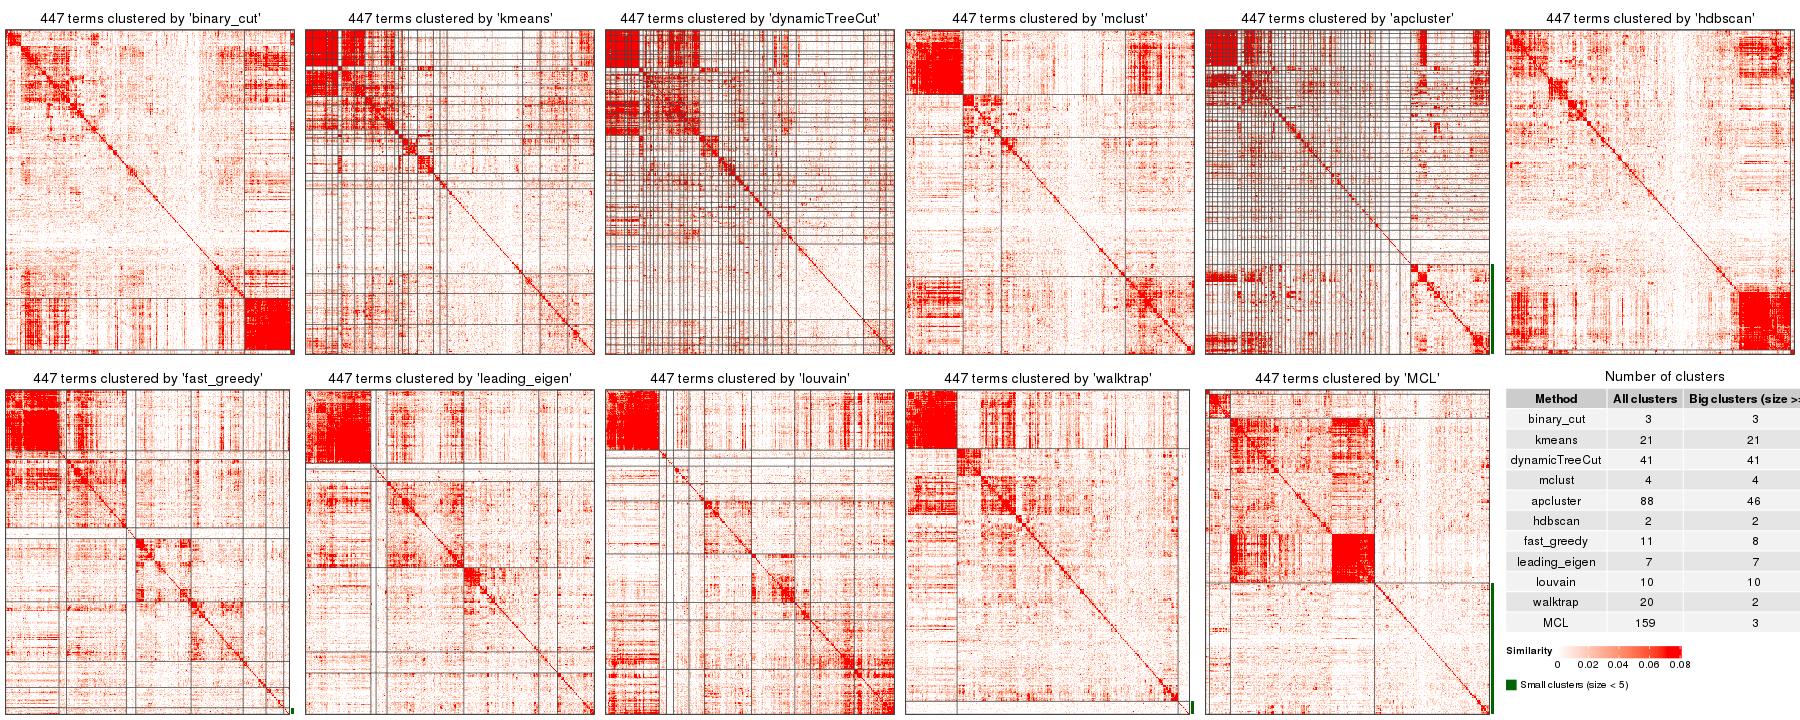 447 terms clustered by 'binary_cut'
447 terms clustered by 'kmeans'
447 terms clustered by 'dynamicTreeCut'
447 terms clustered by 'mclust'
447 terms clustered by 'apcluster'
447 terms clustered by 'hdbscan'
447 terms clustered by 'fast_greedy'
447 terms clustered by 'leading_eigen'
447 terms clustered by 'louvain'
447 terms clustered by 'walktrap'
447 terms clustered by 'MCL'
Number of clusters
Method All clusters Big clusters (size >
binary_cut 3 3
kmeans 21 21
dynamicTreeCut 41 41
mclust 4 4
apcluster 88 46
hdbscan 2 2
fast_greedy 11 8
leading_eigen 7 7
louvain 10 10
walktrap 20 2
MCL 159 3
Similarity
0 0.02 0.04 0.06 0.08
Small clusters (size < 5)